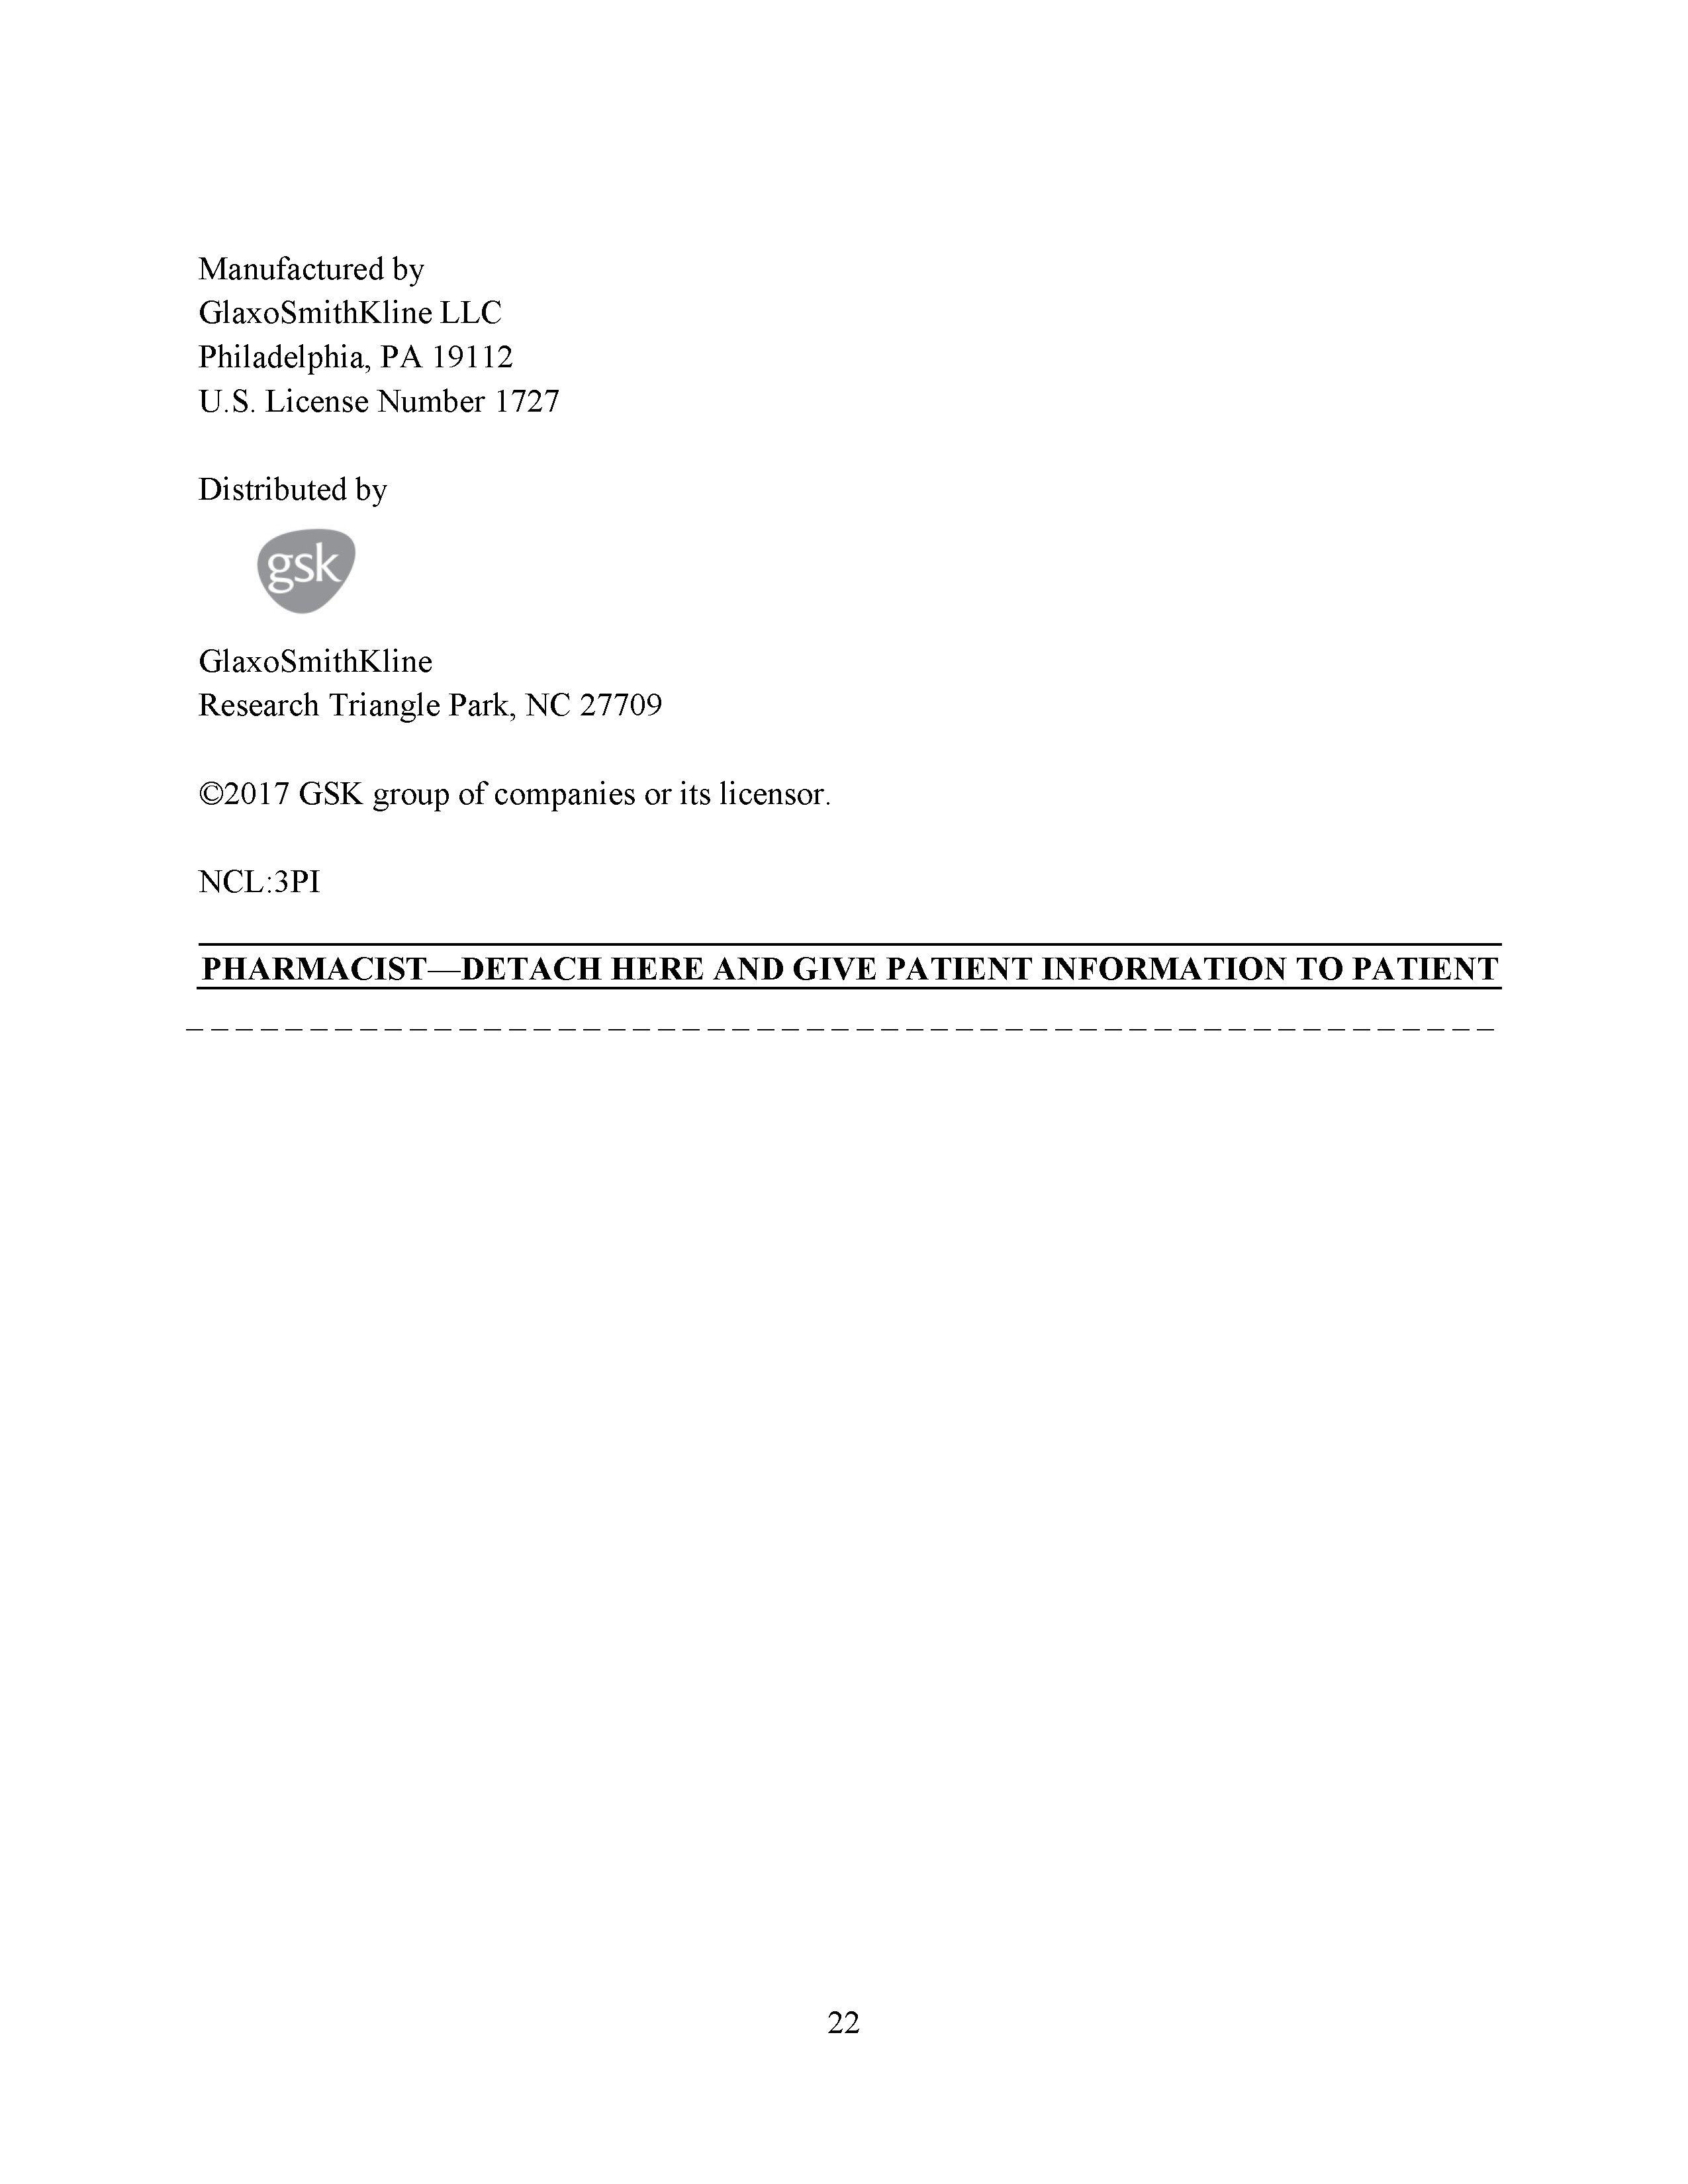 Manufactured by
GlaxoSmithKline LLC
Philadelphia, PA 19112
U.S. License Number 1727
Distributed by
gsk
GlaxoSmithKline
Research Triangle Park, NC 27709
©2017 GSK group of companies or its licensor.
NCL:3PI
PHARMACIST—DETACH HERE AND GIVE PATIENT INFORMATION TO PATIENT
22